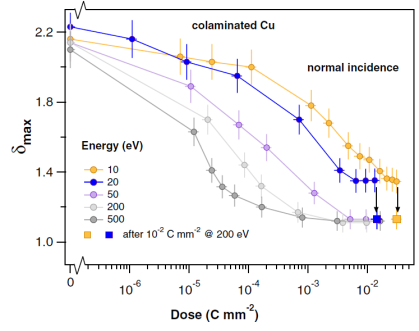 colaminated Cu
normal incidence
2.2
1.8
1.4
1.0
δmax
Energy (eV)
10
20
50
200
500
after 10⁻² C mm⁻² @ 200 eV
0 10⁻⁶ 10⁻⁵ 10⁻⁴ 10⁻³ 10⁻²
Dose (C mm⁻²)